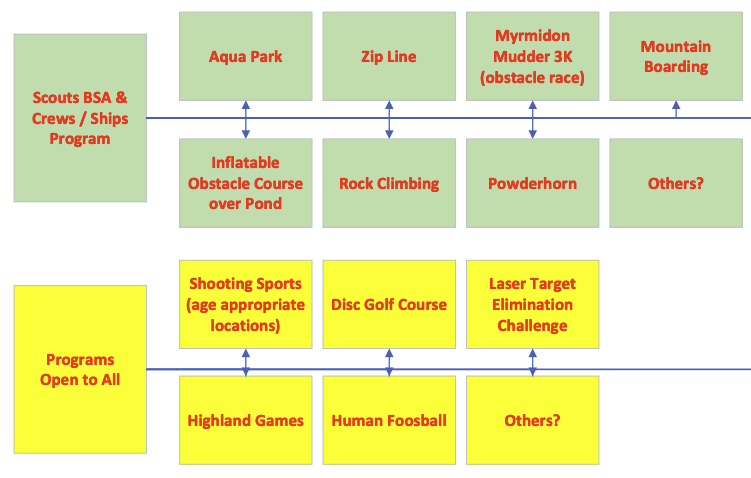 Scouts BSA &
Crews / Ships
Program
Aqua Park
Zip Line
Myrmidon
Mudder 3K
(obstacle race)
Mountain
Boarding
Inflatable
Obstacle Course
over Pond
Rock Climbing
Powderhorn
Others?
Programs
Open to All
Shooting Sports
(age appropriate
locations)
Disc Golf Course
Laser Target
Elimination
Challenge
Highland Games
Human Foosball
Others?